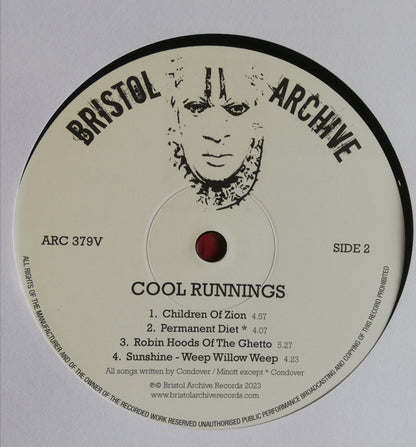 BRISTOL ARCHIVE
ARC 379V
SIDE 2
COOL RUNNINGS
1. Children Of Zion 4.57
2. Permanent Diet * 4.07
3. Robin Hoods Of The Ghetto 5.27
4. Sunshine - Weep Willow Weep 4.23
All songs written by Condover / Minott except * Condover
℗© Bristol Archive Records 2023
www.bristolarchiverecords.com
ALL RIGHTS OF THE MANUFACTURER AND OF THE OWNER OF THE RECORDED WORK RESERVED UNAUTHORISED PUBLIC PERFORMANCE BROADCASTING AND COPYING OF THIS RECORD PROHIBITED